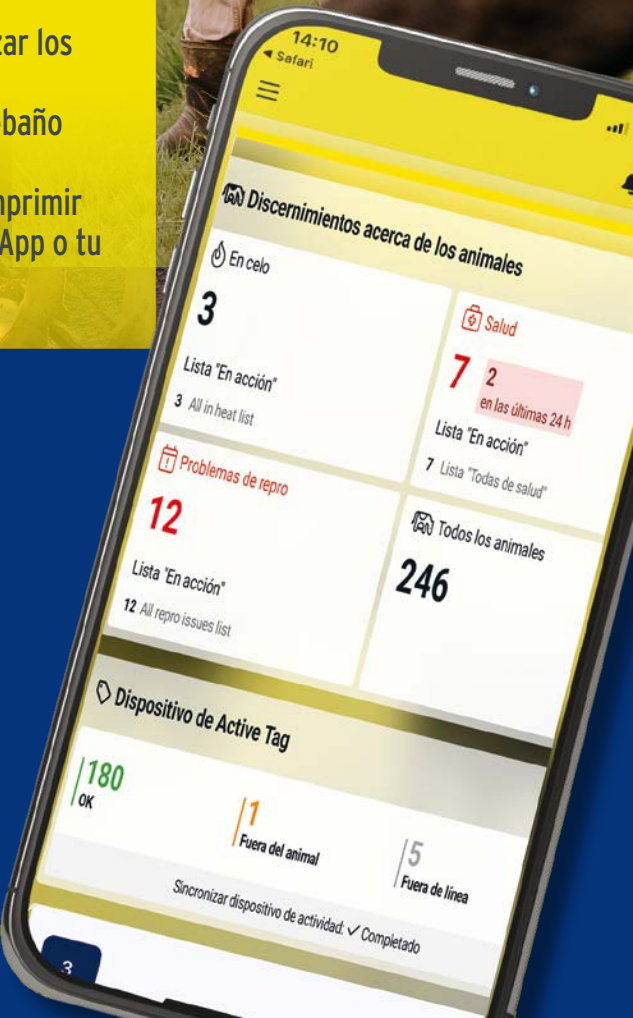 zar los
baño
nprimir
App o tu
14:10
◀ Safari
Discernimientos acerca de los animales
En celo
3
Lista "En acción"
3 All in heat list
Salud
7 2
en las últimas 24 h
Lista "En acción"
7 Lista "Todas de salud"
Problemas de repro
12
Lista "En acción"
12 All repro issues list
Todos los animales
246
Dispositivo de Active Tag
180
OK
1
Fuera del animal
5
Fuera de línea
Sincronizar dispositivo de actividad: ✓ Completado
3